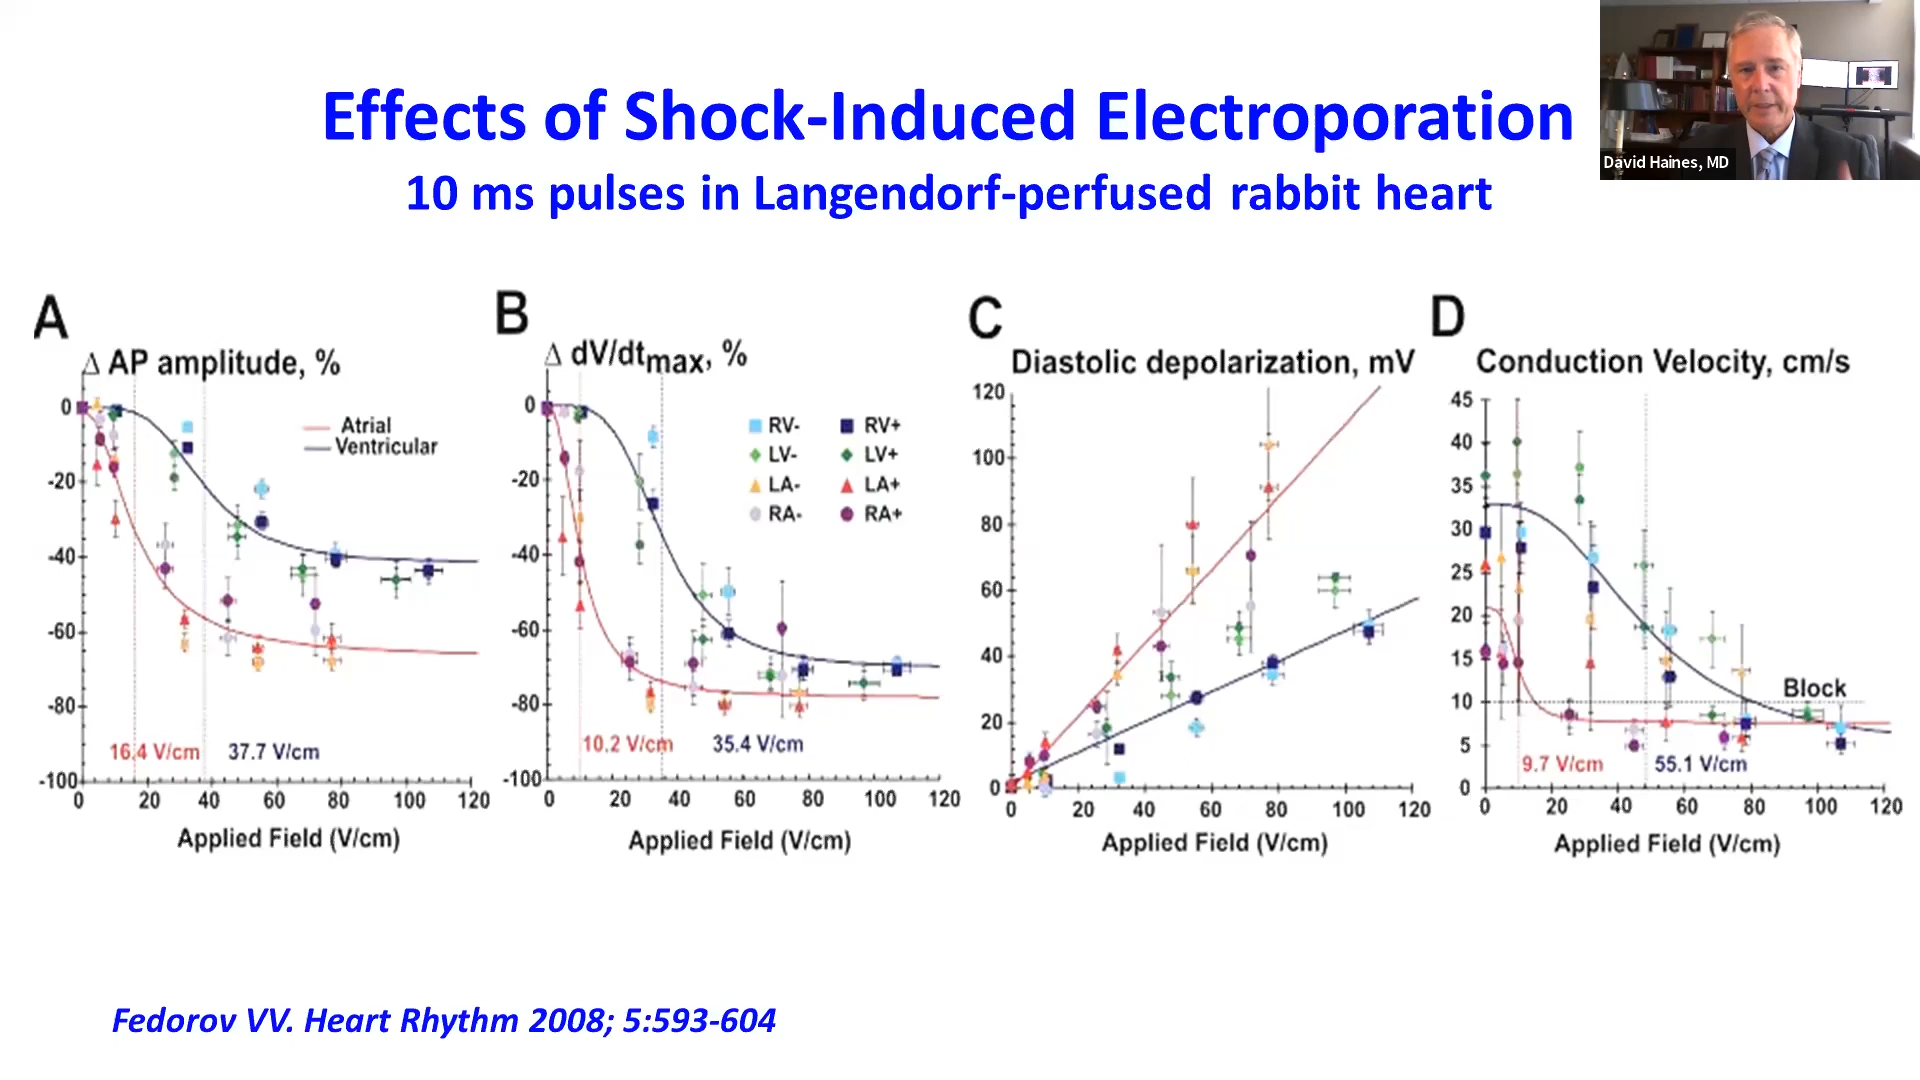 Effects of Shock-Induced Electroporation
10 ms pulses in Langendorf-perfused rabbit heart
David Haines, MD
A
Δ AP amplitude, %
0
-20
-40
-60
-80
-100
Atrial
Ventricular
16.4 V/cm
37.7 V/cm
0 20 40 60 80 100 120
Applied Field (V/cm)
B
Δ dV/dtmax, %
0
-20
-40
-60
-80
-100
RV- RV+
LV- LV+
LA- LA+
RA- RA+
10.2 V/cm
35.4 V/cm
0 20 40 60 80 100 120
Applied Field (V/cm)
C
Diastolic depolarization, mV
120
100
80
60
40
20
0
0 20 40 60 80 100 120
Applied Field (V/cm)
D
Conduction Velocity, cm/s
45
40
35
30
25
20
15
10
5
0
Block
9.7 V/cm
55.1 V/cm
0 20 40 60 80 100 120
Applied Field (V/cm)
Fedorov VV. Heart Rhythm 2008; 5:593-604